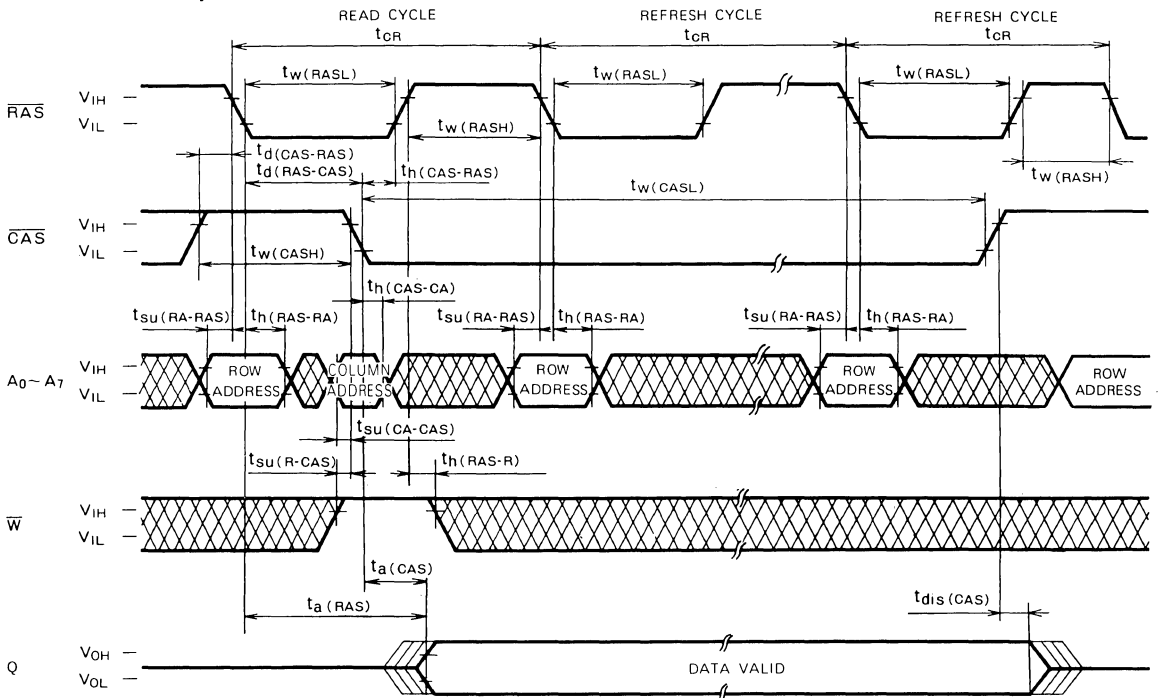 READ CYCLE REFRESH CYCLE REFRESH CYCLE
tCR tCR tCR
tW(RASL) tW(RASL) tW(RASL)
RAS VIH VIL
tW(RASH)
td(CAS-RAS)
td(RAS-CAS) th(CAS-RAS)
tW(RASH)
tW(CASL)
CAS VIH VIL
tW(CASH)
th(CAS-CA)
tsu(RA-RAS) th(RAS-RA) tsu(RA-RAS) th(RAS-RA) tsu(RA-RAS) th(RAS-RA)
A0~A7 VIH VIL
ROW ADDRESS COLUMN ADDRESS ROW ADDRESS ROW ADDRESS ROW ADDRESS
tsu(CA-CAS)
tsu(R-CAS) th(RAS-R)
W VIH VIL
ta(CAS)
ta(RAS) tdis(CAS)
Q VOH VOL
DATA VALID